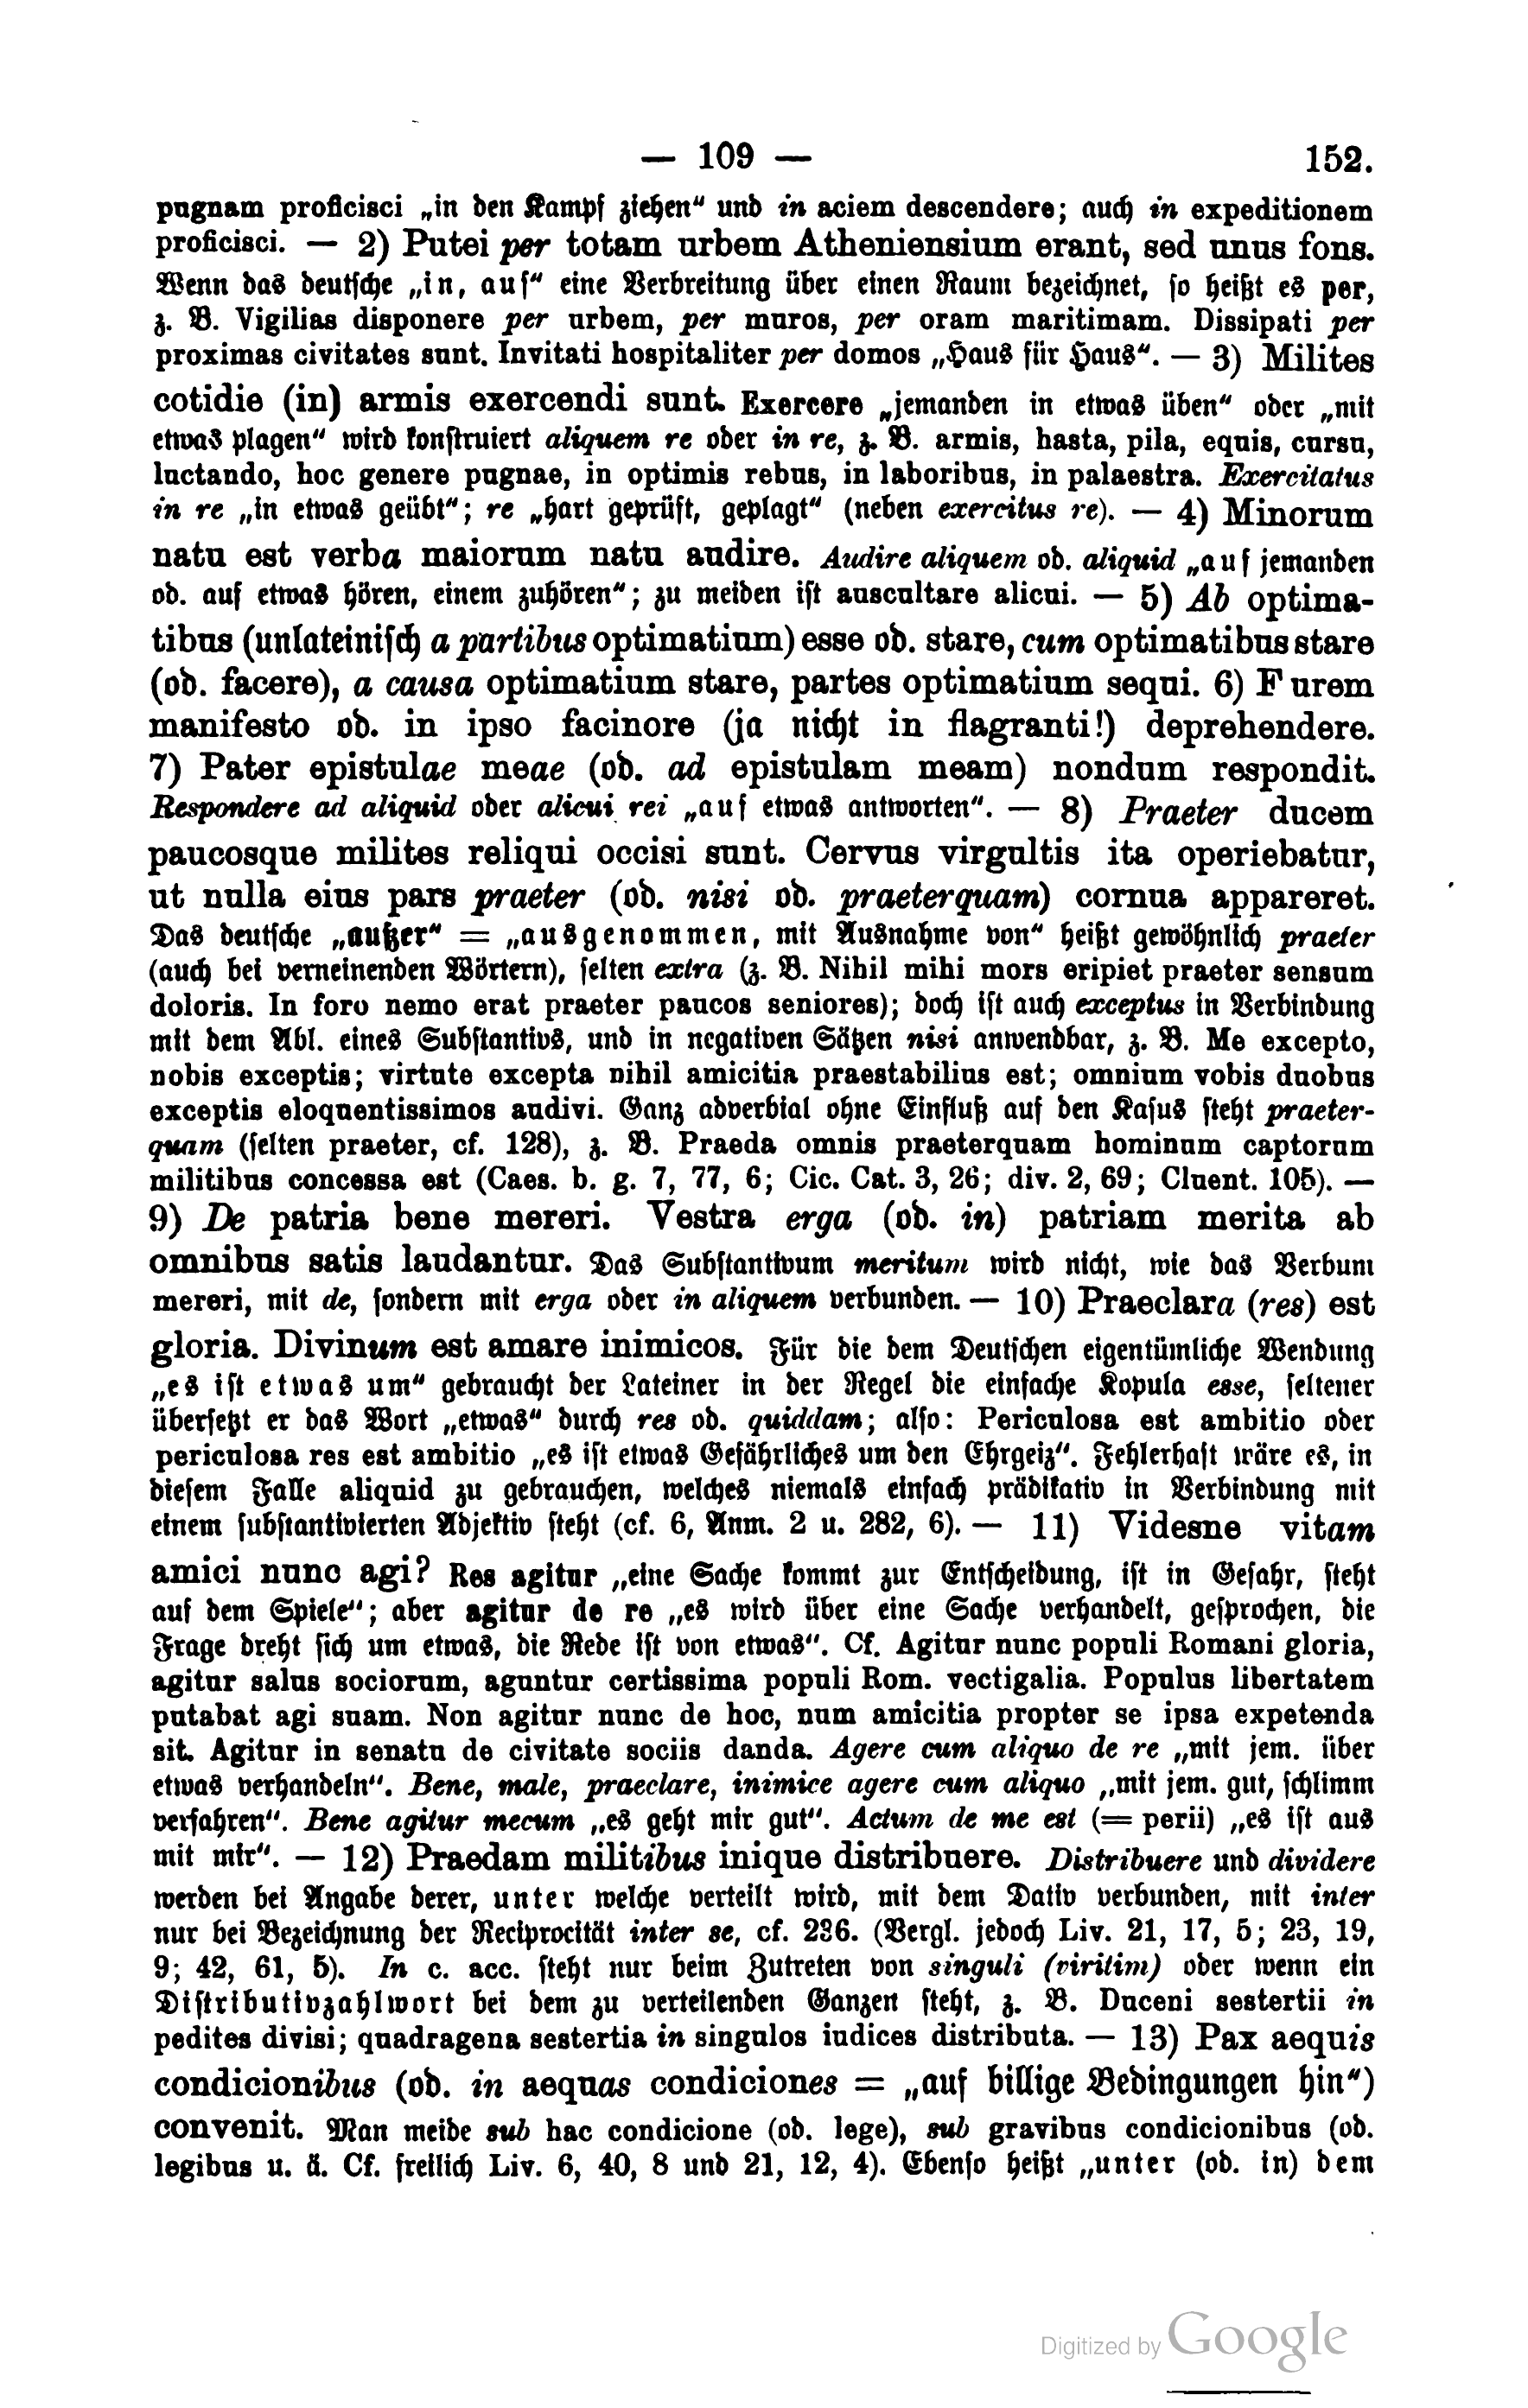 — 109 — 152.
pugnam proficisci „in den Kampf ziehen“ und in aciem descendere; auch in expeditionem
proficisci. — 2) Putei per totam urbem Atheniensium erant, sed unus fons.
Wenn das deutsche „in, auf“ eine Verbreitung über einen Raum bezeichnet, so heißt es per,
z. B. Vigilias disponere per urbem, per muros, per oram maritimam. Dissipati per
proximas civitates sunt. Invitati hospitaliter per domos „Haus für Haus“. — 3) Milites
cotidie (in) armis exercendi sunt. Exercere „jemanden in etwas üben“ oder „mit
etwas plagen“ wird konstruiert aliquem re oder in re, z. B. armis, hasta, pila, equis, cursu,
luctando, hoc genere pugnae, in optimis rebus, in laboribus, in palaestra. Exercitatus
in re „in etwas geübt“; re „hart geprüft, geplagt“ (neben exercitus re). — 4) Minorum
natu est verba maiorum natu audire. Audire aliquem od. aliquid „auf jemanden
od. auf etwas hören, einem zuhören“; zu meiden ist auscultare alicui. — 5) Ab optima-
tibus (unlateinisch a partibus optimatium) esse od. stare, cum optimatibus stare
(od. facere), a causa optimatium stare, partes optimatium sequi. 6) Furem
manifesto od. in ipso facinore (ja nicht in flagranti!) deprehendere.
7) Pater epistulae meae (od. ad epistulam meam) nondum respondit.
Respondere ad aliquid oder alicui rei „auf etwas antworten“. — 8) Praeter ducem
paucosque milites reliqui occisi sunt. Cervus virgultis ita operiebatur,
ut nulla eius pars praeter (od. nisi od. praeterquam) cornua appareret.
Das deutsche „außer“ = „ausgenommen, mit Ausnahme von“ heißt gewöhnlich praeter
(auch bei verneinenden Wörtern), selten extra (z. B. Nihil mihi mors eripiet praeter sensum
doloris. In foro nemo erat praeter paucos seniores); doch ist auch exceptus in Verbindung
mit dem Abl. eines Substantivs, und in negativen Sätzen nisi anwendbar, z. B. Me excepto,
nobis exceptis; virtute excepta nihil amicitia praestabilius est; omnium vobis duobus
exceptis eloquentissimos audivi. Ganz adverbial ohne Einfluß auf den Kasus steht praeter-
quam (selten praeter, cf. 128), z. B. Praeda omnis praeterquam hominum captorum
militibus concessa est (Caes. b. g. 7, 77, 6; Cic. Cat. 3, 26; div. 2, 69; Cluent. 105). —
9) De patria bene mereri. Vestra erga (od. in) patriam merita ab
omnibus satis laudantur. Das Substantivum meritum wird nicht, wie das Verbum
mereri, mit de, sondern mit erga oder in aliquem verbunden. — 10) Praeclara (res) est
gloria. Divinum est amare inimicos. Für die dem Deutschen eigentümliche Wendung
„es ist etwas um“ gebraucht der Lateiner in der Regel die einfache Kopula esse, seltener
übersetzt er das Wort „etwas“ durch res od. quiddam; also: Periculosa est ambitio oder
periculosa res est ambitio „es ist etwas Gefährliches um den Ehrgeiz“. Fehlerhaft wäre es, in
diesem Falle aliquid zu gebrauchen, welches niemals einfach prädikativ in Verbindung mit
einem substantivierten Adjektiv steht (cf. 6, Anm. 2 u. 282, 6). — 11) Videsne vitam
amici nunc agi? Res agitur „eine Sache kommt zur Entscheidung, ist in Gefahr, steht
auf dem Spiele“; aber agitur de re „es wird über eine Sache verhandelt, gesprochen, die
Frage dreht sich um etwas, die Rede ist von etwas“. Cf. Agitur nunc populi Romani gloria,
agitur salus sociorum, aguntur certissima populi Rom. vectigalia. Populus libertatem
putabat agi suam. Non agitur nunc de hoc, num amicitia propter se ipsa expetenda
sit. Agitur in senatu de civitate sociis danda. Agere cum aliquo de re „mit jem. über
etwas verhandeln“. Bene, male, praeclare, inimice agere cum aliquo „mit jem. gut, schlimm
verfahren“. Bene agitur mecum „es geht mir gut“. Actum de me est (= perii) „es ist aus
mit mir“. — 12) Praedam militibus inique distribuere. Distribuere und dividere
werden bei Angabe derer, unter welche verteilt wird, mit dem Dativ verbunden, mit inter
nur bei Bezeichnung der Reciprocität inter se, cf. 236. (Vergl. jedoch Liv. 21, 17, 5; 23, 19,
9; 42, 61, 5). In c. acc. steht nur beim Zutreten von singuli (viritim) oder wenn ein
Distributivzahlwort bei dem zu verteilenden Ganzen steht, z. B. Duceni sestertii in
pedites divisi; quadragena sestertia in singulos iudices distributa. — 13) Pax aequis
condicionibus (od. in aequas condiciones = „auf billige Bedingungen hin“)
convenit. Man meide sub hac condicione (od. lege), sub gravibus condicionibus (od.
legibus u. ä. Cf. freilich Liv. 6, 40, 8 und 21, 12, 4). Ebenso heißt „unter (od. in) dem
Digitized by Google